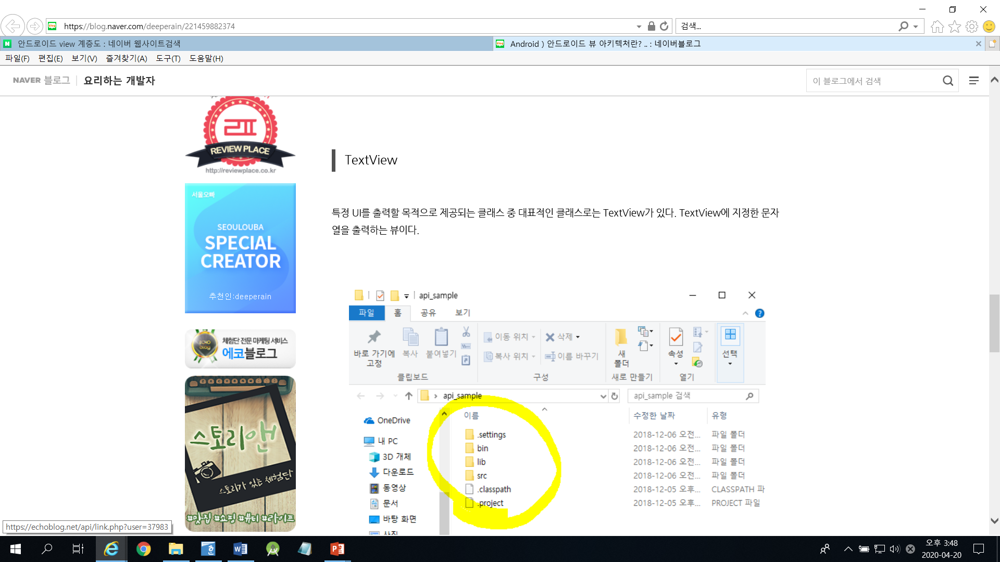 https://blog.naver.com/deeperain/221459882374
검색...
안드로이드 view 계층도 : 네이버 웹사이트검색
Android ) 안드로이드 뷰 아키텍처란? .. : 네이버블로그
파일(F) 편집(E) 보기(V) 즐겨찾기(A) 도구(T) 도움말(H)
NAVER 블로그 요리하는 개발자
이 블로그에서 검색
리뷰
REVIEW PLACE
http://reviewplace.co.kr
서울오빠
SEOULOUBA
SPECIAL
CREATOR
추천인:deeperain
ECHO
blog
체험단 전문 마케팅 서비스
에코블로그
스토리앤
스토리가 있는 체험단
#맛집 #쇼핑 #뷰티 #라이프
TextView
특정 UI를 출력할 목적으로 제공되는 클래스 중 대표적인 클래스로는 TextView가 있다. TextView에 지정한 문자
열을 출력하는 뷰이다.
api_sample
파일 홈 공유 보기
바로 가기에
고정
복사
붙여넣기
이동 위치
복사 위치
삭제
이름 바꾸기
새
폴더
속성
선택
클립보드 구성 새로 만들기 열기
api_sample
api_sample 검색
OneDrive
내 PC
3D 개체
다운로드
동영상
문서
바탕 화면
사진
이름 수정한 날짜 유형
.settings 2018-12-06 오전... 파일 폴더
bin 2018-12-06 오전... 파일 폴더
lib 2018-12-06 오전... 파일 폴더
src 2018-12-06 오전... 파일 폴더
.classpath 2018-12-05 오후... CLASSPATH 파
.project 2018-12-05 오후... PROJECT 파일
https://echoblog.net/api/link.php?user=37983
오후 3:48
2020-04-20